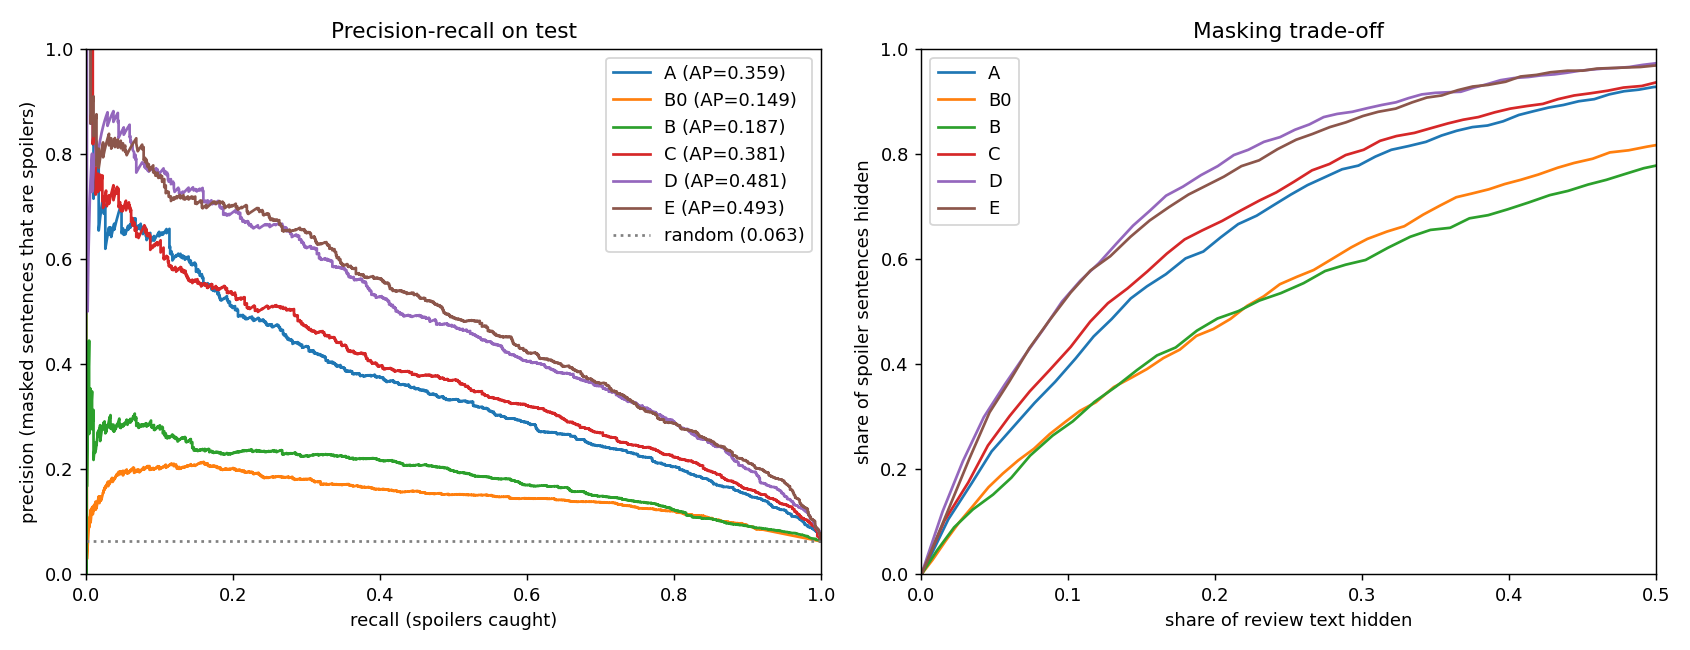 Precision-recall on test
precision (masked sentences that are spoilers)
1.0
0.8
0.6
0.4
0.2
0.0
A (AP=0.359)
B0 (AP=0.149)
B (AP=0.187)
C (AP=0.381)
D (AP=0.481)
E (AP=0.493)
random (0.063)
0.0 0.2 0.4 0.6 0.8 1.0
recall (spoilers caught)
Masking trade-off
share of spoiler sentences hidden
1.0
0.8
0.6
0.4
0.2
0.0
A
B0
B
C
D
E
0.0 0.1 0.2 0.3 0.4 0.5
share of review text hidden